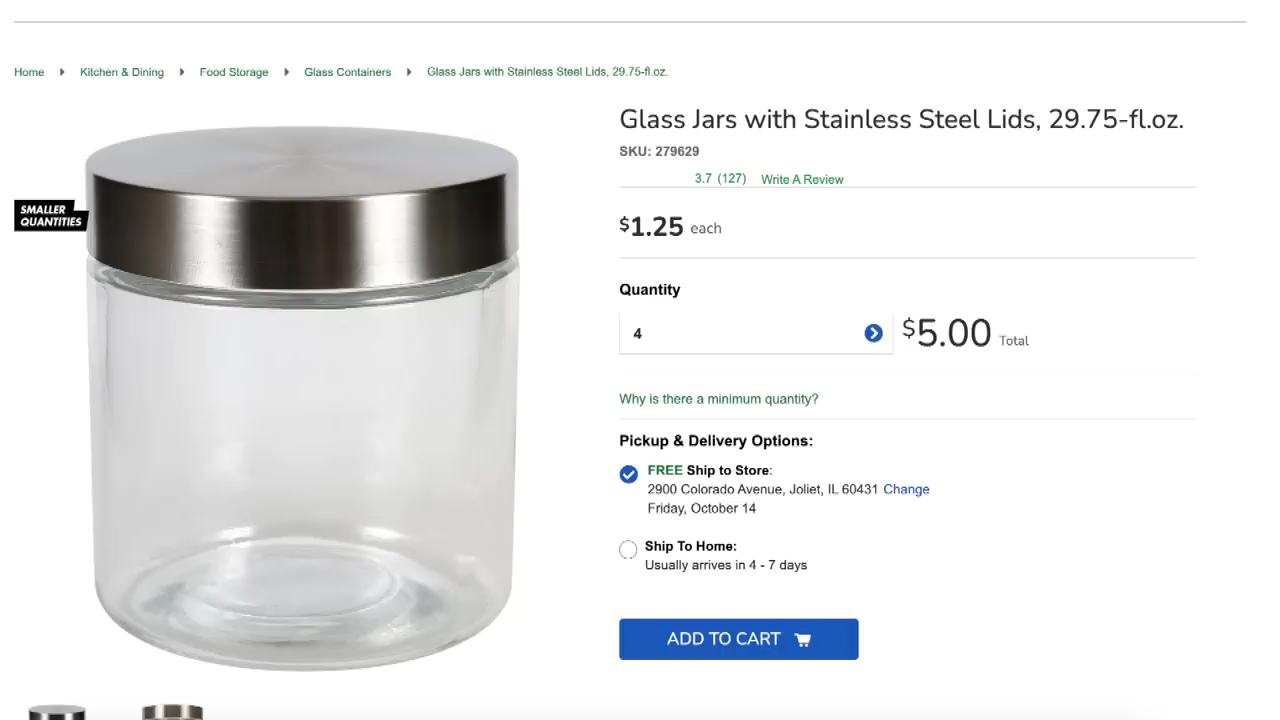 Home Kitchen & Dining Food Storage Glass Containers Glass Jars with Stainless Steel Lids, 29.75-fl.oz.
SMALLER
QUANTITIES
Glass Jars with Stainless Steel Lids, 29.75-fl.oz.
SKU: 279629
3.7 (127) Write A Review
$1.25 each
Quantity
4
$5.00 Total
Why is there a minimum quantity?
Pickup & Delivery Options:
FREE Ship to Store:
2900 Colorado Avenue, Joliet, IL 60431 Change
Friday, October 14
Ship To Home:
Usually arrives in 4 - 7 days
ADD TO CART